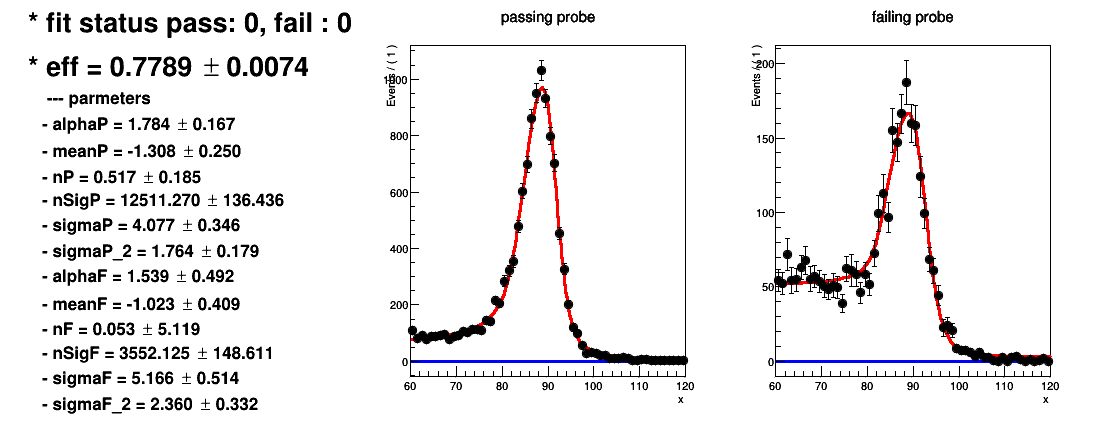 * fit status pass: 0, fail : 0
* eff = 0.7789 ± 0.0074
--- parmeters
- alphaP = 1.784 ± 0.167
- meanP = -1.308 ± 0.250
- nP = 0.517 ± 0.185
- nSigP = 12511.270 ± 136.436
- sigmaP = 4.077 ± 0.346
- sigmaP_2 = 1.764 ± 0.179
- alphaF = 1.539 ± 0.492
- meanF = -1.023 ± 0.409
- nF = 0.053 ± 5.119
- nSigF = 3552.125 ± 148.611
- sigmaF = 5.166 ± 0.514
- sigmaF_2 = 2.360 ± 0.332
passing probe
Events / ( 1 )
1000
800
600
400
200
0
60 70 80 90 100 110 120
x
failing probe
Events / ( 1 )
200
150
100
50
0
60 70 80 90 100 110 120
x